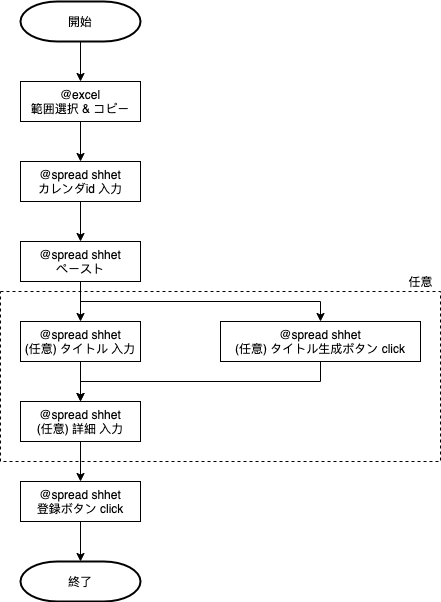 開始
@excel
範囲選択 & コピー
@spread shhet
カレンダid 入力
@spread shhet
ペースト
任意
@spread shhet
(任意) タイトル 入力
@spread shhet
(任意) タイトル生成ボタン click
@spread shhet
(任意) 詳細 入力
@spread shhet
登録ボタン click
終了